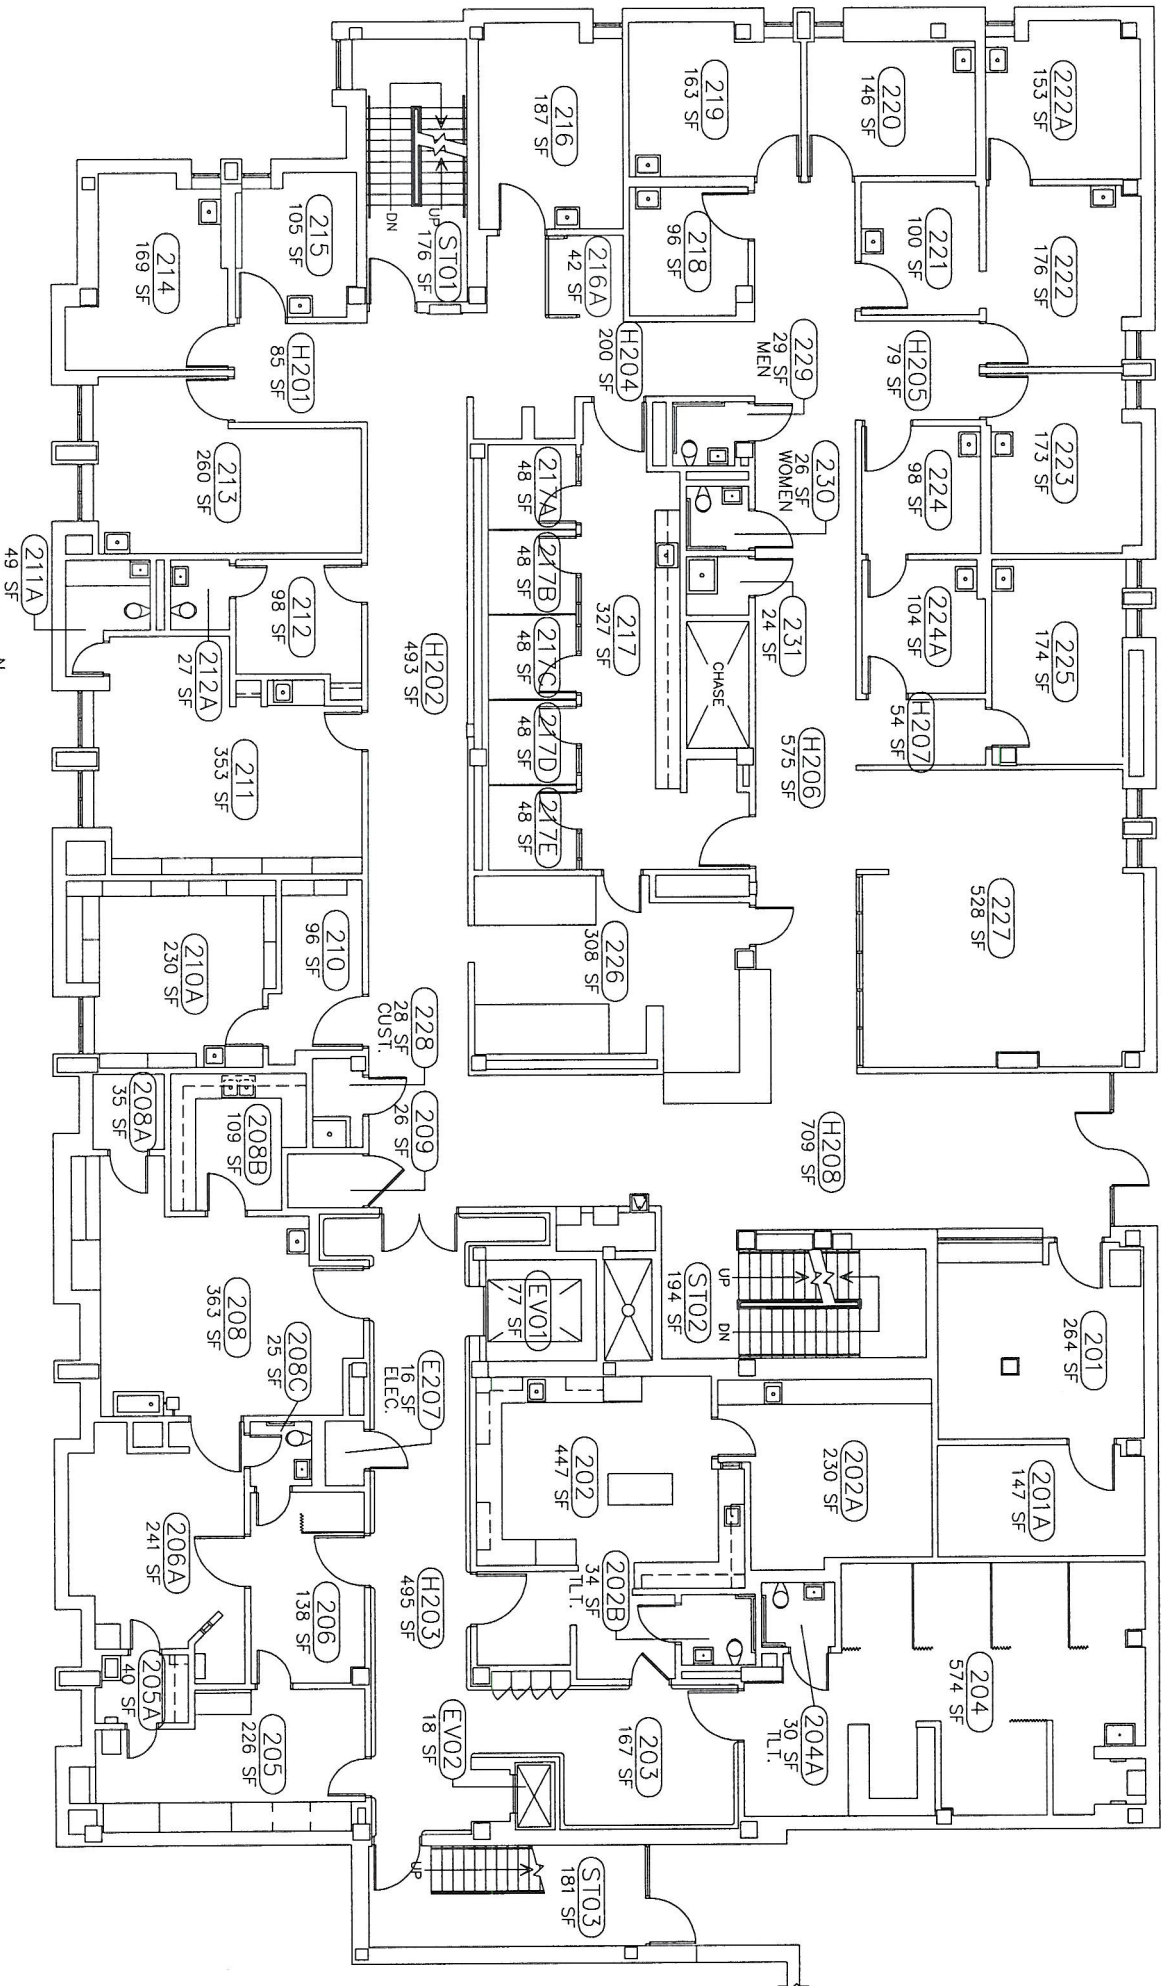 222A
153 SF
222
176 SF
223
173 SF
225
174 SF
227
528 SF
201
264 SF
201A
147 SF
204
574 SF
220
146 SF
221
100 SF
H205
79 SF
224
98 SF
224A
104 SF
H207
54 SF
H206
575 SF
H208
709 SF
202A
230 SF
204A
30 SF
TLT.
219
163 SF
218
96 SF
229
29 SF
MEN
230
26 SF
WOMEN
231
24 SF
CHASE
ST02
194 SF
UP
DN
216
187 SF
216A
42 SF
H204
200 SF
217
327 SF
226
308 SF
202
447 SF
202B
34 SF
TLT.
203
167 SF
ST03
181 SF
UP
217A
48 SF
217B
48 SF
217C
48 SF
217D
48 SF
217E
48 SF
EV01
77 SF
EV02
18 SF
ST01
176 SF
UP
DN
H202
493 SF
228
28 SF
CUST.
209
26 SF
E207
16 SF
ELEC.
H203
495 SF
215
105 SF
H201
85 SF
212
98 SF
210
96 SF
208C
25 SF
206
138 SF
214
169 SF
213
260 SF
212A
27 SF
211
353 SF
210A
230 SF
208B
109 SF
208
363 SF
205
226 SF
206A
241 SF
205A
40 SF
208A
35 SF
211A
49 SF
N